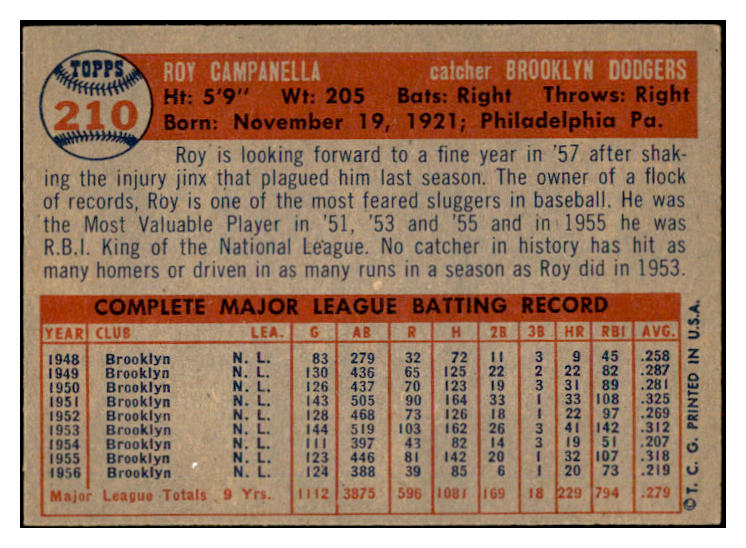 TOPPS
210
ROY CAMPANELLA catcher BROOKLYN DODGERS
Ht: 5'9" Wt: 205 Bats: Right Throws: Right
Born: November 19, 1921; Philadelphia Pa.
Roy is looking forward to a fine year in '57 after shak-
ing the injury jinx that plagued him last season. The owner of a flock
of records, Roy is one of the most feared sluggers in baseball. He was
the Most Valuable Player in '51, '53 and '55 and in 1955 he was
R.B.I. King of the National League. No catcher in history has hit as
many homers or driven in as many runs in a season as Roy did in 1953.
COMPLETE MAJOR LEAGUE BATTING RECORD
YEAR CLUB LEA. G AB R H 2B 3B HR RBI AVG.
1948 Brooklyn N. L. 83 279 32 72 11 3 9 45 .258
1949 Brooklyn N. L. 130 436 65 125 22 2 22 82 .287
1950 Brooklyn N. L. 126 437 70 123 19 3 31 89 .281
1951 Brooklyn N. L. 143 505 90 164 33 1 33 108 .325
1952 Brooklyn N. L. 128 468 73 126 18 1 22 97 .269
1953 Brooklyn N. L. 144 519 103 162 26 3 41 142 .312
1954 Brooklyn N. L. 111 397 43 82 14 3 19 51 .207
1955 Brooklyn N. L. 123 446 81 142 20 1 32 107 .318
1956 Brooklyn N. L. 124 388 39 85 6 1 20 73 .219
Major League Totals 9 Yrs. 1112 3875 596 1081 169 18 229 794 .279
© T. C. G. PRINTED IN U.S.A.